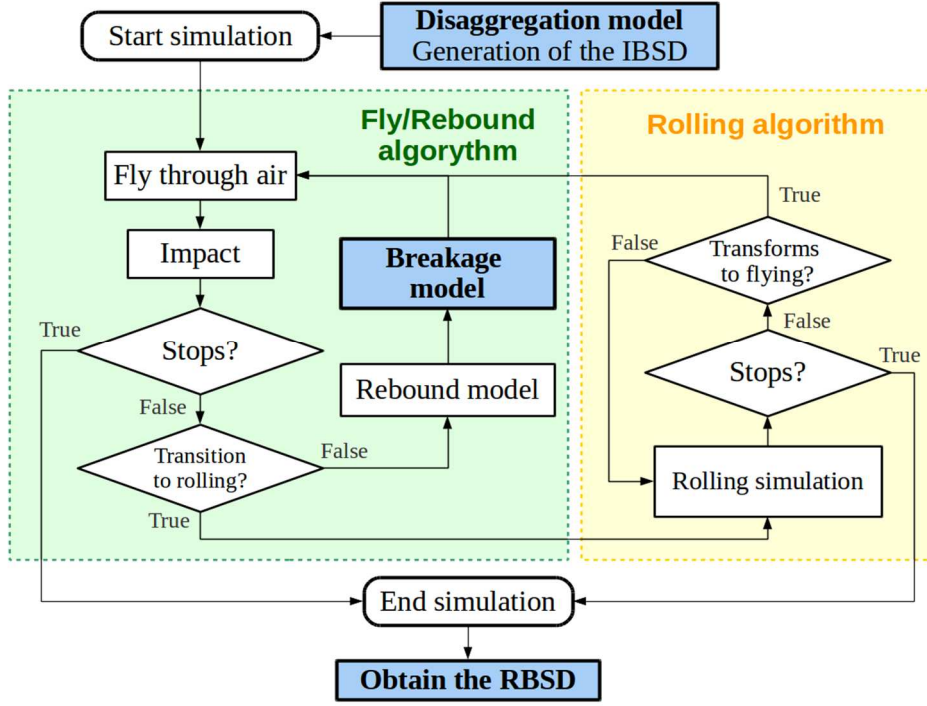 Start simulation
Disaggregation model
Generation of the IBSD
Fly/Rebound
algorythm
Rolling algorithm
Fly through air
True
Impact
Breakage
model
False
Transforms
to flying?
True
Stops?
False
Rebound model
False
Stops?
True
Transition
to rolling?
False
True
Rolling simulation
End simulation
Obtain the RBSD